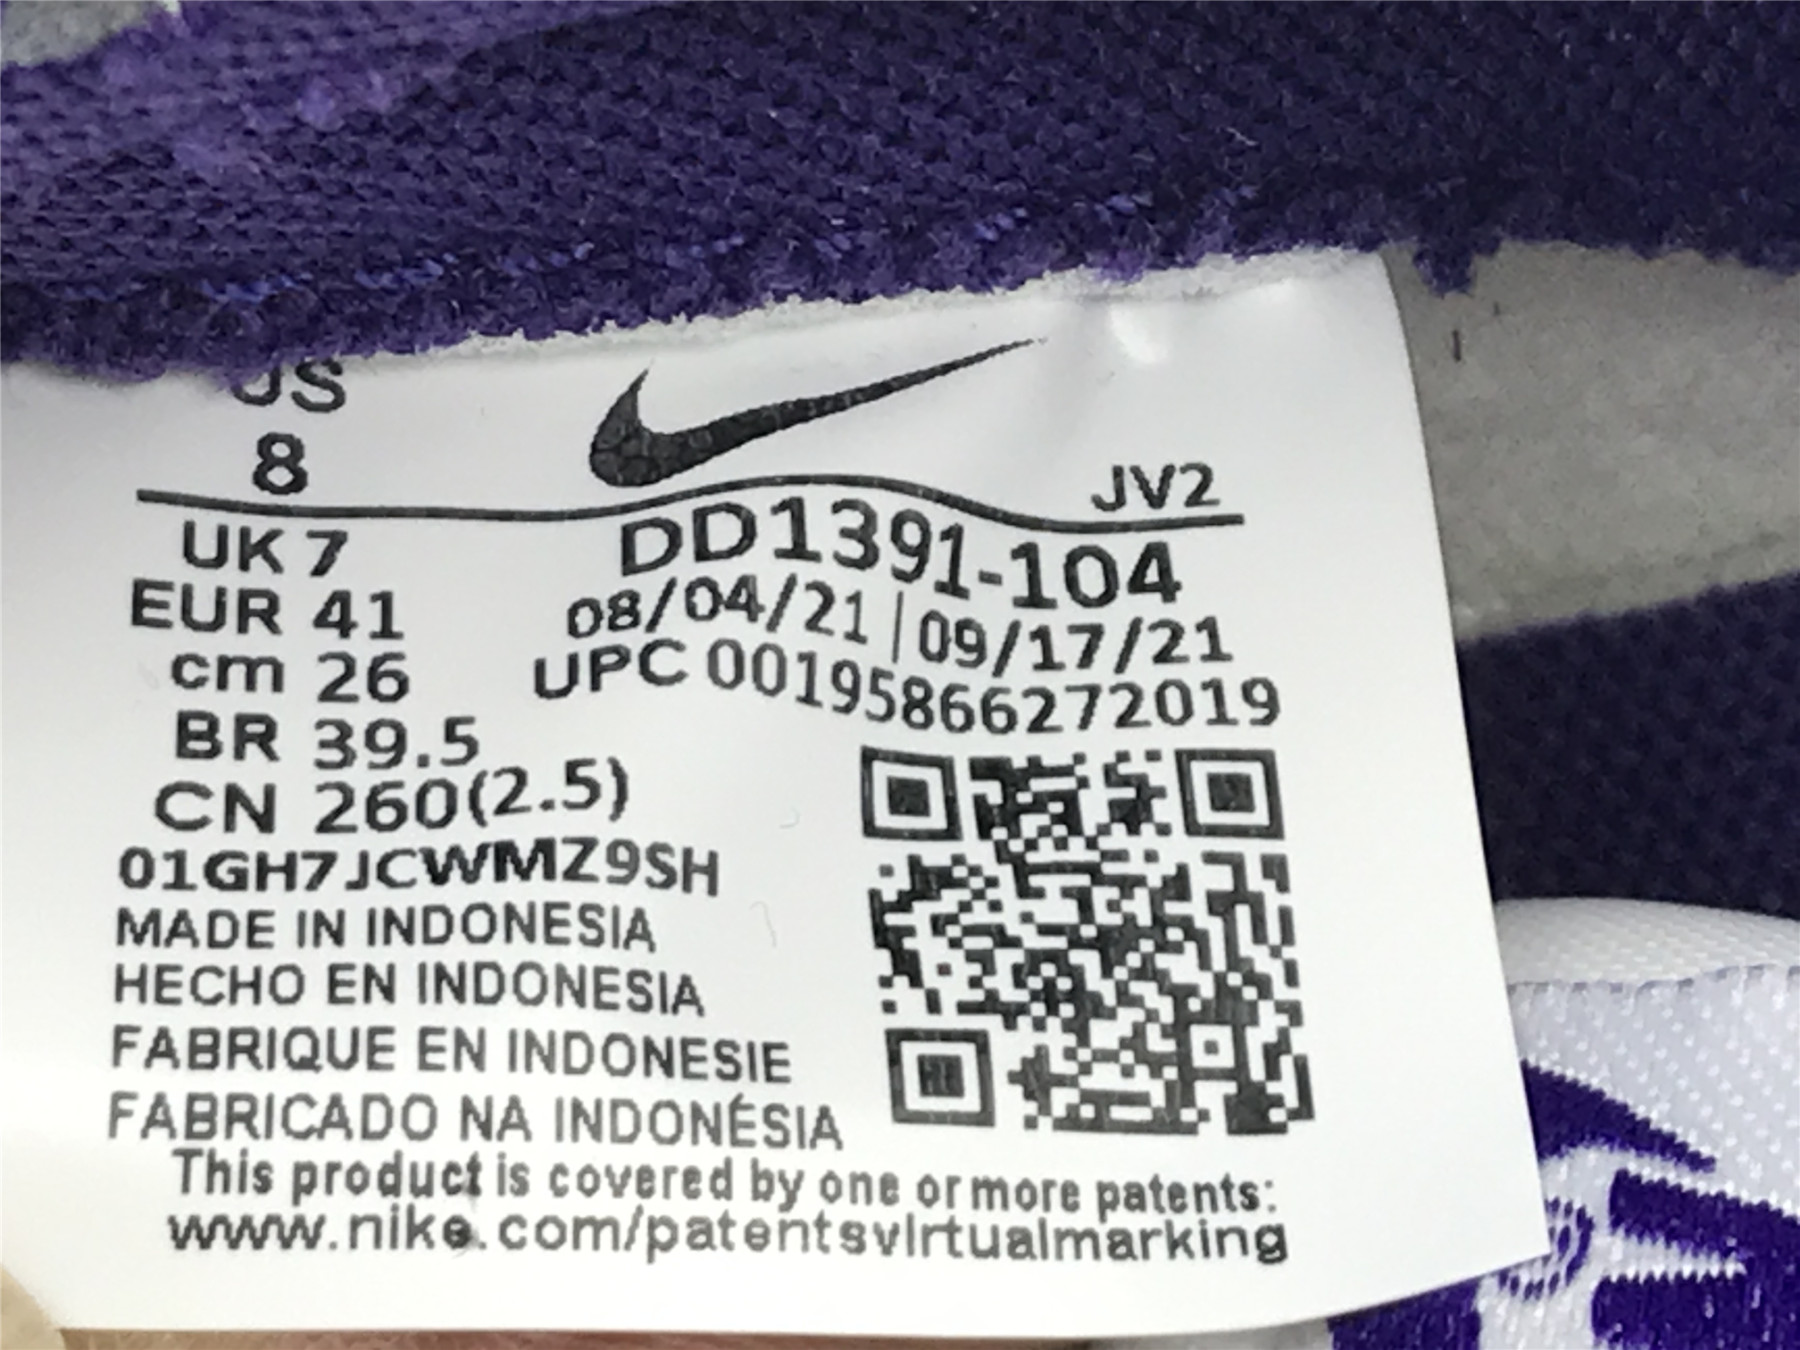 US
8
JV2
UK 7
DD1391-104
EUR 41
08/04/21 | 09/17/21
cm 26
UPC 00195866272019
BR 39.5
CN 260(2.5)
01GH7JCWMZ9SH
MADE IN INDONESIA
HECHO EN INDONESIA
FABRIQUE EN INDONESIE
FABRICADO NA INDONÉSIA
This product is covered by one or more patents:
www.nike.com/patentsvirtualmarking